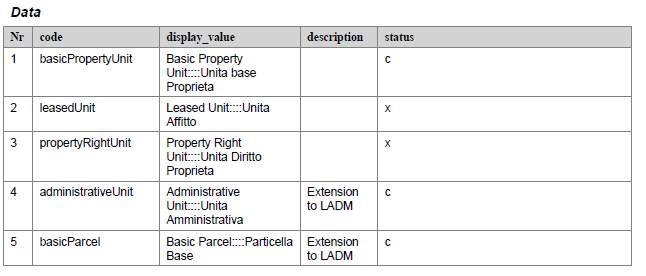 Data
Nr code display_value description status
1 basicPropertyUnit Basic Property c
Unit::::Unita base
Proprieta
2 leasedUnit Leased Unit::::Unita x
Affitto
3 propertyRightUnit Property Right x
Unit::::Unita Diritto
Proprieta
4 administrativeUnit Administrative Extension c
Unit::::Unita to LADM
Amministrativa
5 basicParcel Basic Parcel::::Particella Extension c
Base to LADM